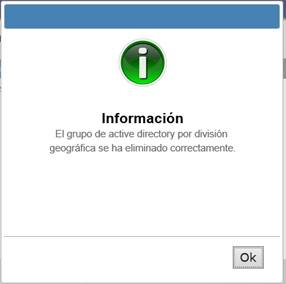 Información
El grupo de active directory por división
geográfica se ha eliminado correctamente.
Ok